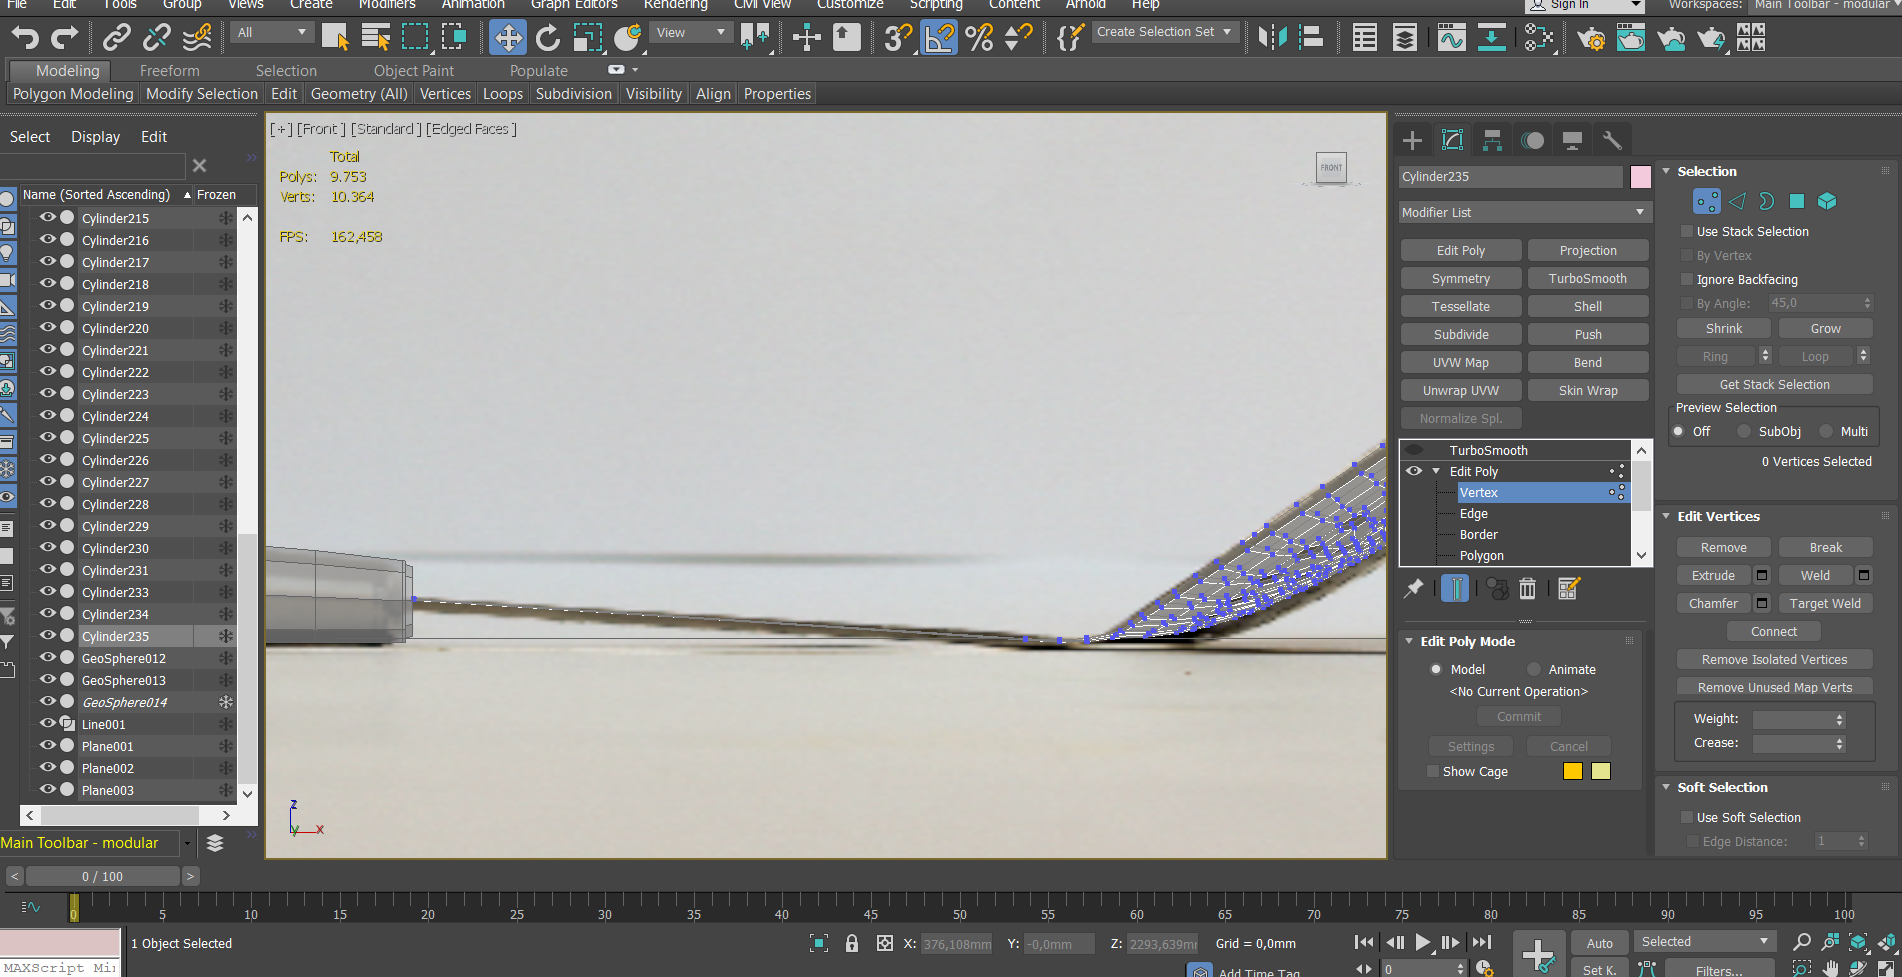 File Edit Tools Group Views Create Modifiers Animation Graph Editors Rendering Civil View Customize Scripting Content Arnold Help Sign In Workspaces: Main Toolbar - modular
All View Create Selection Set
Modeling Freeform Selection Object Paint Populate
Polygon Modeling Modify Selection Edit Geometry (All) Vertices Loops Subdivision Visibility Align Properties
Select Display Edit
Name (Sorted Ascending) Frozen
Cylinder215
Cylinder216
Cylinder217
Cylinder218
Cylinder219
Cylinder220
Cylinder221
Cylinder222
Cylinder223
Cylinder224
Cylinder225
Cylinder226
Cylinder227
Cylinder228
Cylinder229
Cylinder230
Cylinder231
Cylinder233
Cylinder234
Cylinder235
GeoSphere012
GeoSphere013
GeoSphere014
Line001
Plane001
Plane002
Plane003
Main Toolbar - modular
[+] [Front ] [Standard ] [Edged Faces ]
Total
Polys: 9.753
Verts: 10.364
FPS: 162,458
FRONT
z
y x
Cylinder235
Modifier List
Edit Poly Projection
Symmetry TurboSmooth
Tessellate Shell
Subdivide Push
UVW Map Bend
Unwrap UVW Skin Wrap
Normalize Spl.
TurboSmooth
Edit Poly
Vertex
Edge
Border
Polygon
Edit Poly Mode
Model Animate
<No Current Operation>
Commit
Settings Cancel
Show Cage
Selection
Use Stack Selection
By Vertex
Ignore Backfacing
By Angle: 45,0
Shrink Grow
Ring Loop
Get Stack Selection
Preview Selection
Off SubObj Multi
0 Vertices Selected
Edit Vertices
Remove Break
Extrude Weld
Chamfer Target Weld
Connect
Remove Isolated Vertices
Remove Unused Map Verts
Weight:
Crease:
Soft Selection
Use Soft Selection
Edge Distance: 1
< 0 / 100 >
0 5 10 15 20 25 30 35 40 45 50 55 60 65 70 75 80 85 90 95 100
1 Object Selected
X: 376,108mm Y: -0,0mm Z: 2293,639m Grid = 0,0mm
Auto Selected
MAXScript Mi
Add Time Tag
0
Set K. Filters...